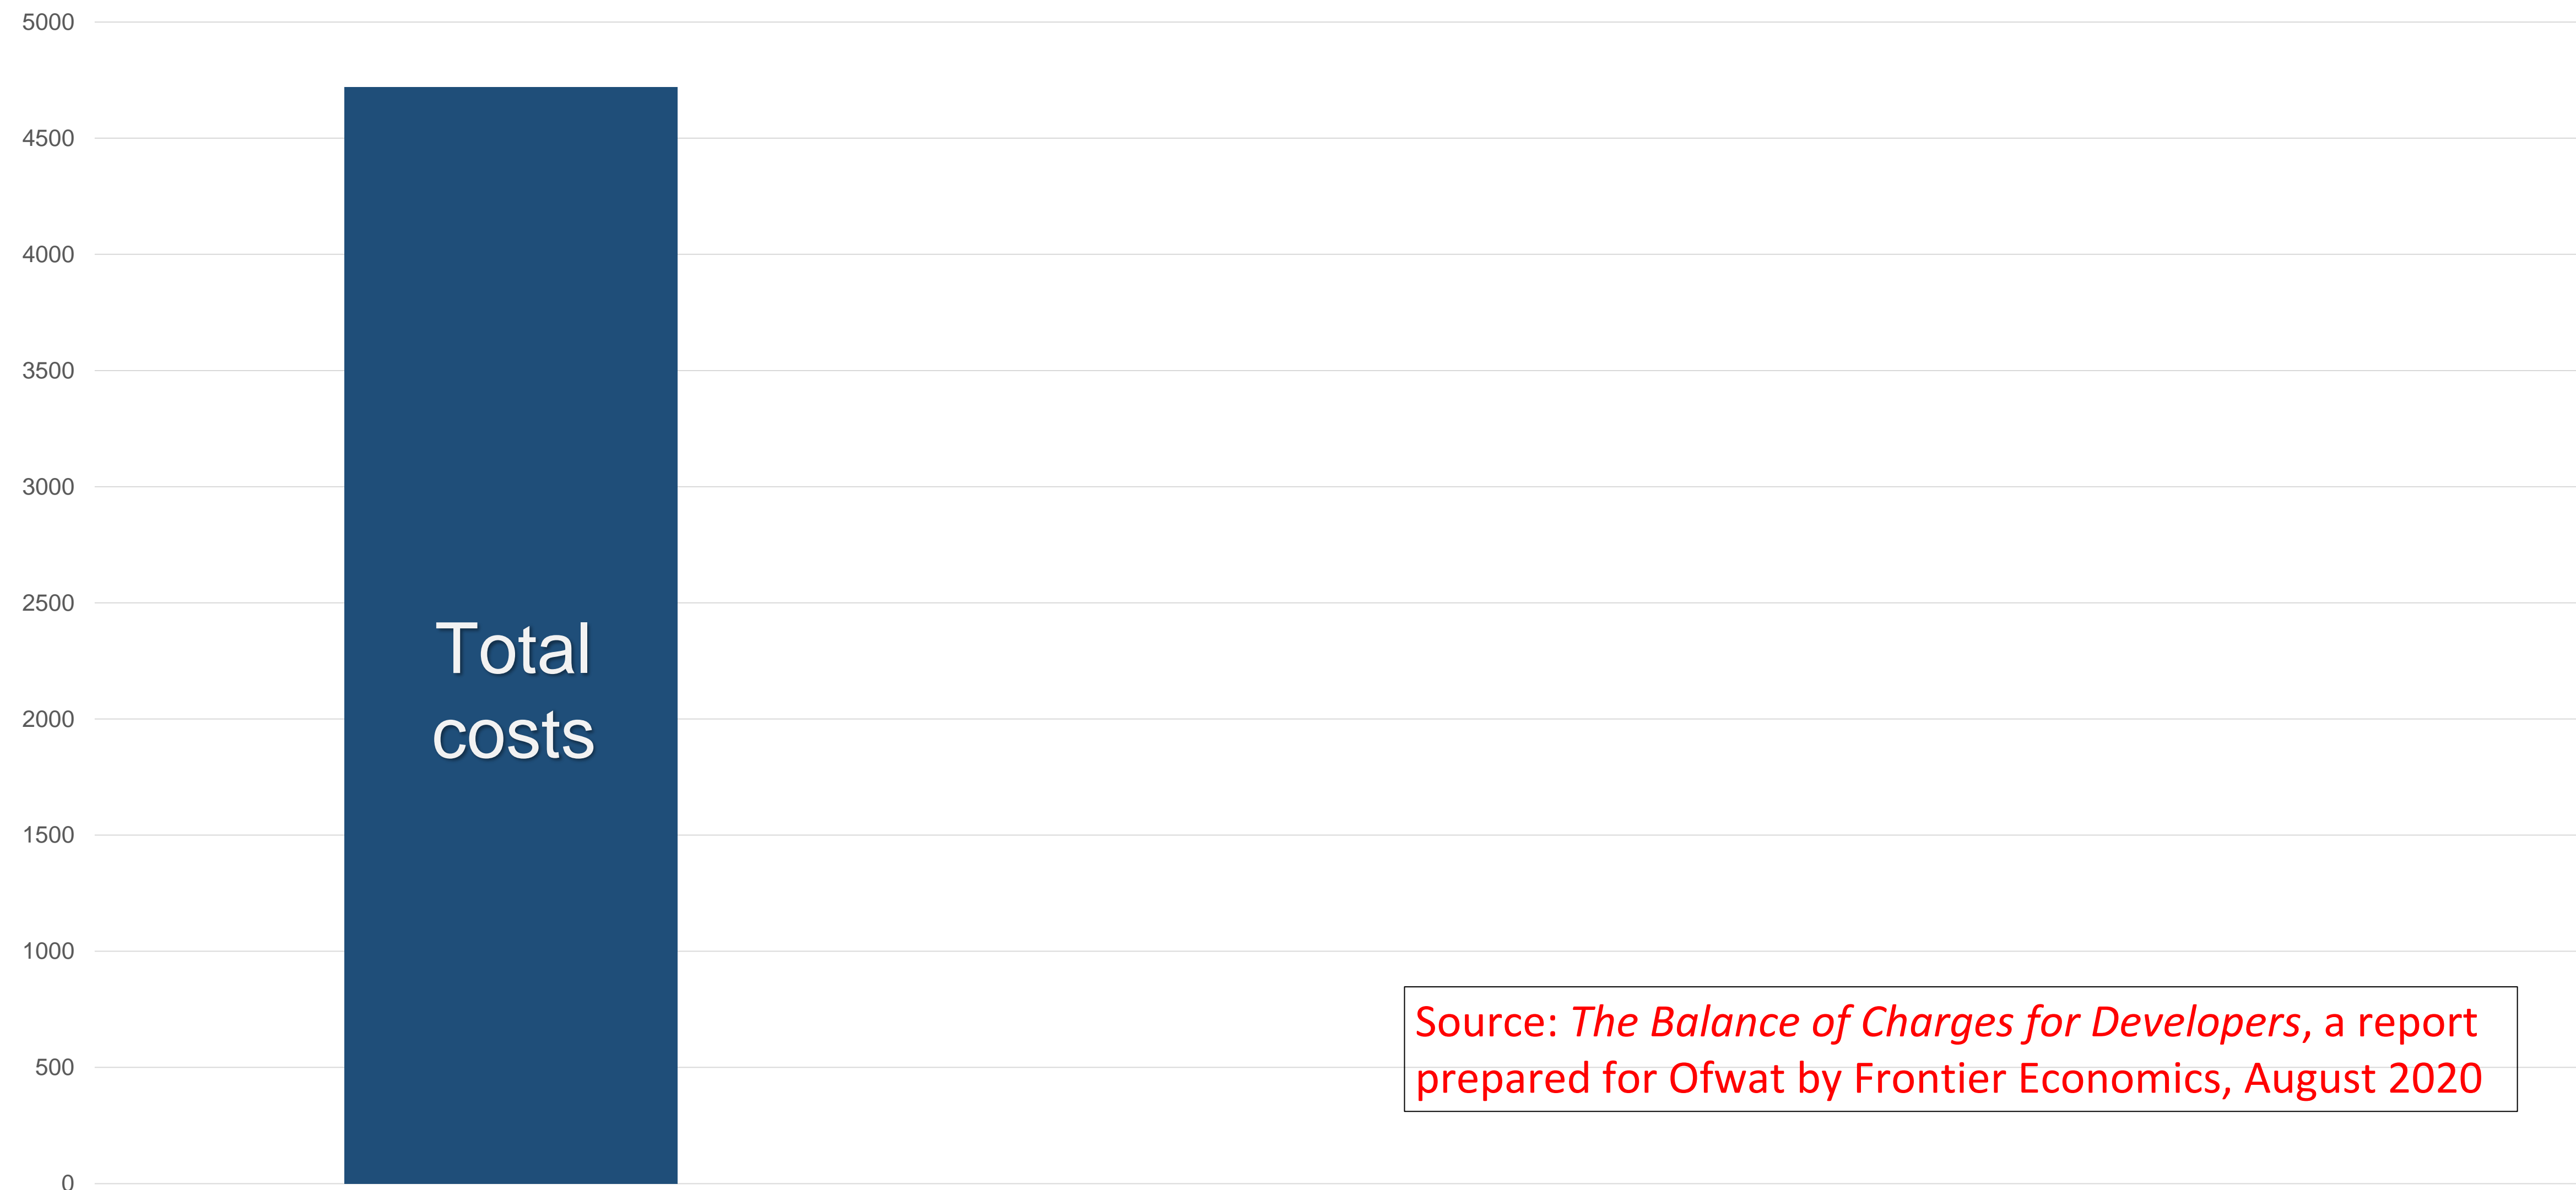 5000
4500
4000
3500
3000
2500
2000
1500
1000
500
0
Total
costs
Source: The Balance of Charges for Developers, a report
prepared for Ofwat by Frontier Economics, August 2020